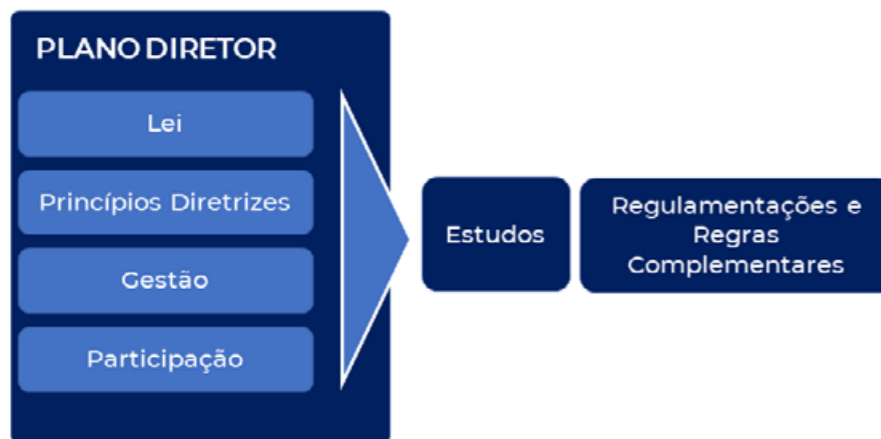 PLANO DIRETOR
Lei
Princípios Diretrizes
Gestão
Participação
Estudos
Regulamentações e
Regras
Complementares